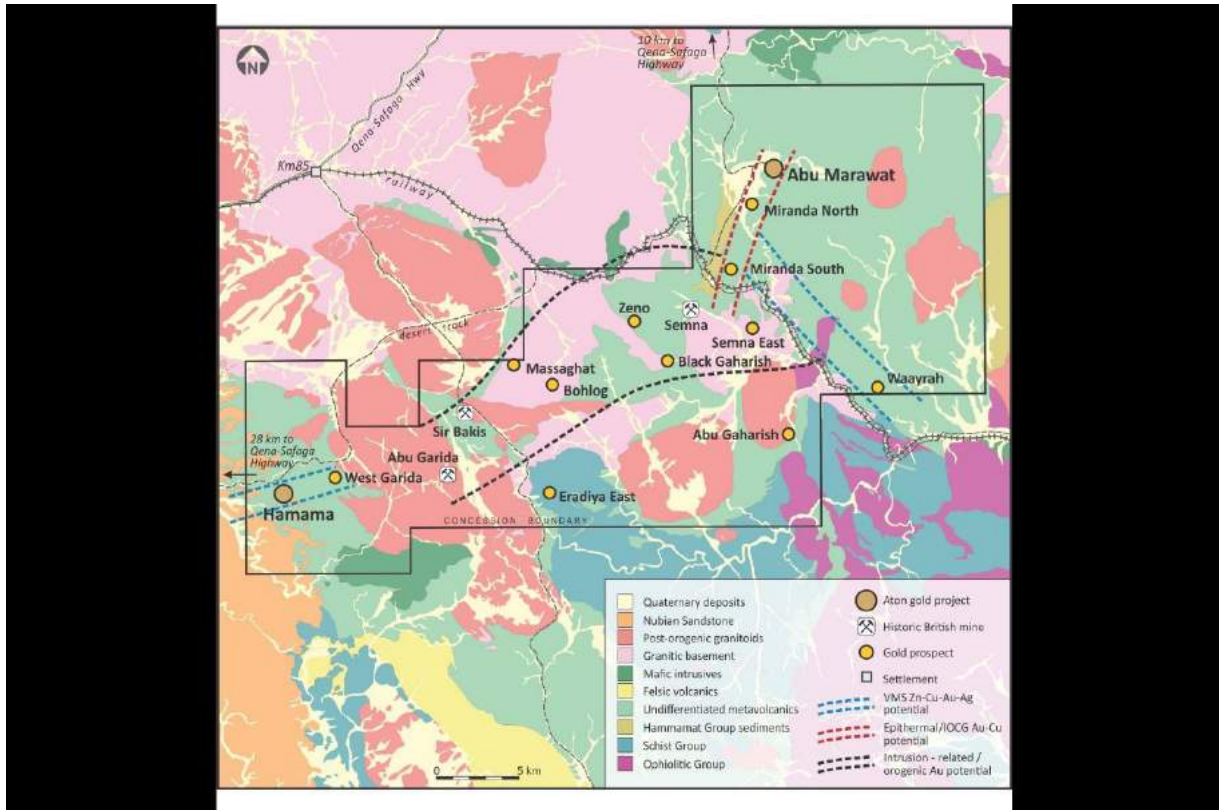 N
10 km to
Qena-Safaga
Highway
Qena-Safaga Hwy
Km85
railway
Abu Marawat
Miranda North
Miranda South
Zeno
Semna
Semna East
desert track
Black Gaharish
Massaghat
Bohlog
Waayrah
Sir Bakis
28 km to
Qena-Safaga
Highway
Abu Garida
Abu Gaharish
West Garida
Hamama
Eradiya East
CONCESSION BOUNDARY
Quaternary deposits
Nubian Sandstone
Post-orogenic granitoids
Granitic basement
Mafic intrusives
Felsic volcanics
Undifferentiated metavolcanics
Hammamat Group sediments
Schist Group
Ophiolitic Group
Aton gold project
Historic British mine
Gold prospect
Settlement
VMS Zn-Cu-Au-Ag
potential
Epithermal/IOCG Au-Cu
potential
Intrusion - related /
orogenic Au potential
0 5 km